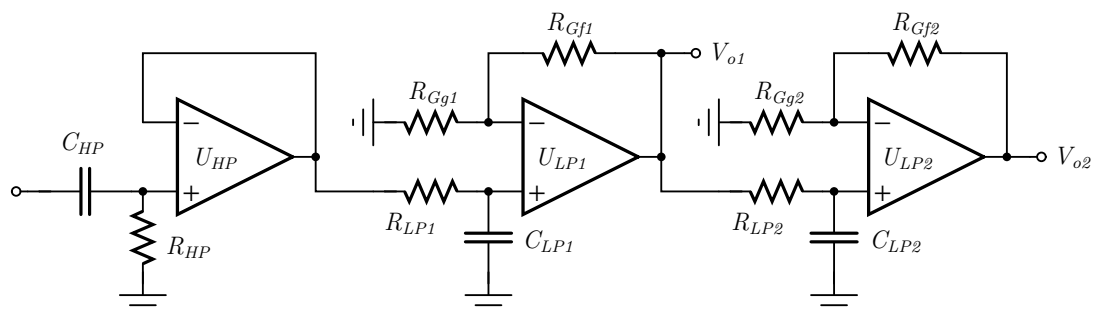 R_Gf1
R_Gf2
V_o1
R_Gg1
R_Gg2
C_HP
−
−
−
U_HP
U_LP1
U_LP2
V_o2
+
+
+
R_LP1
R_LP2
R_HP
C_LP1
C_LP2